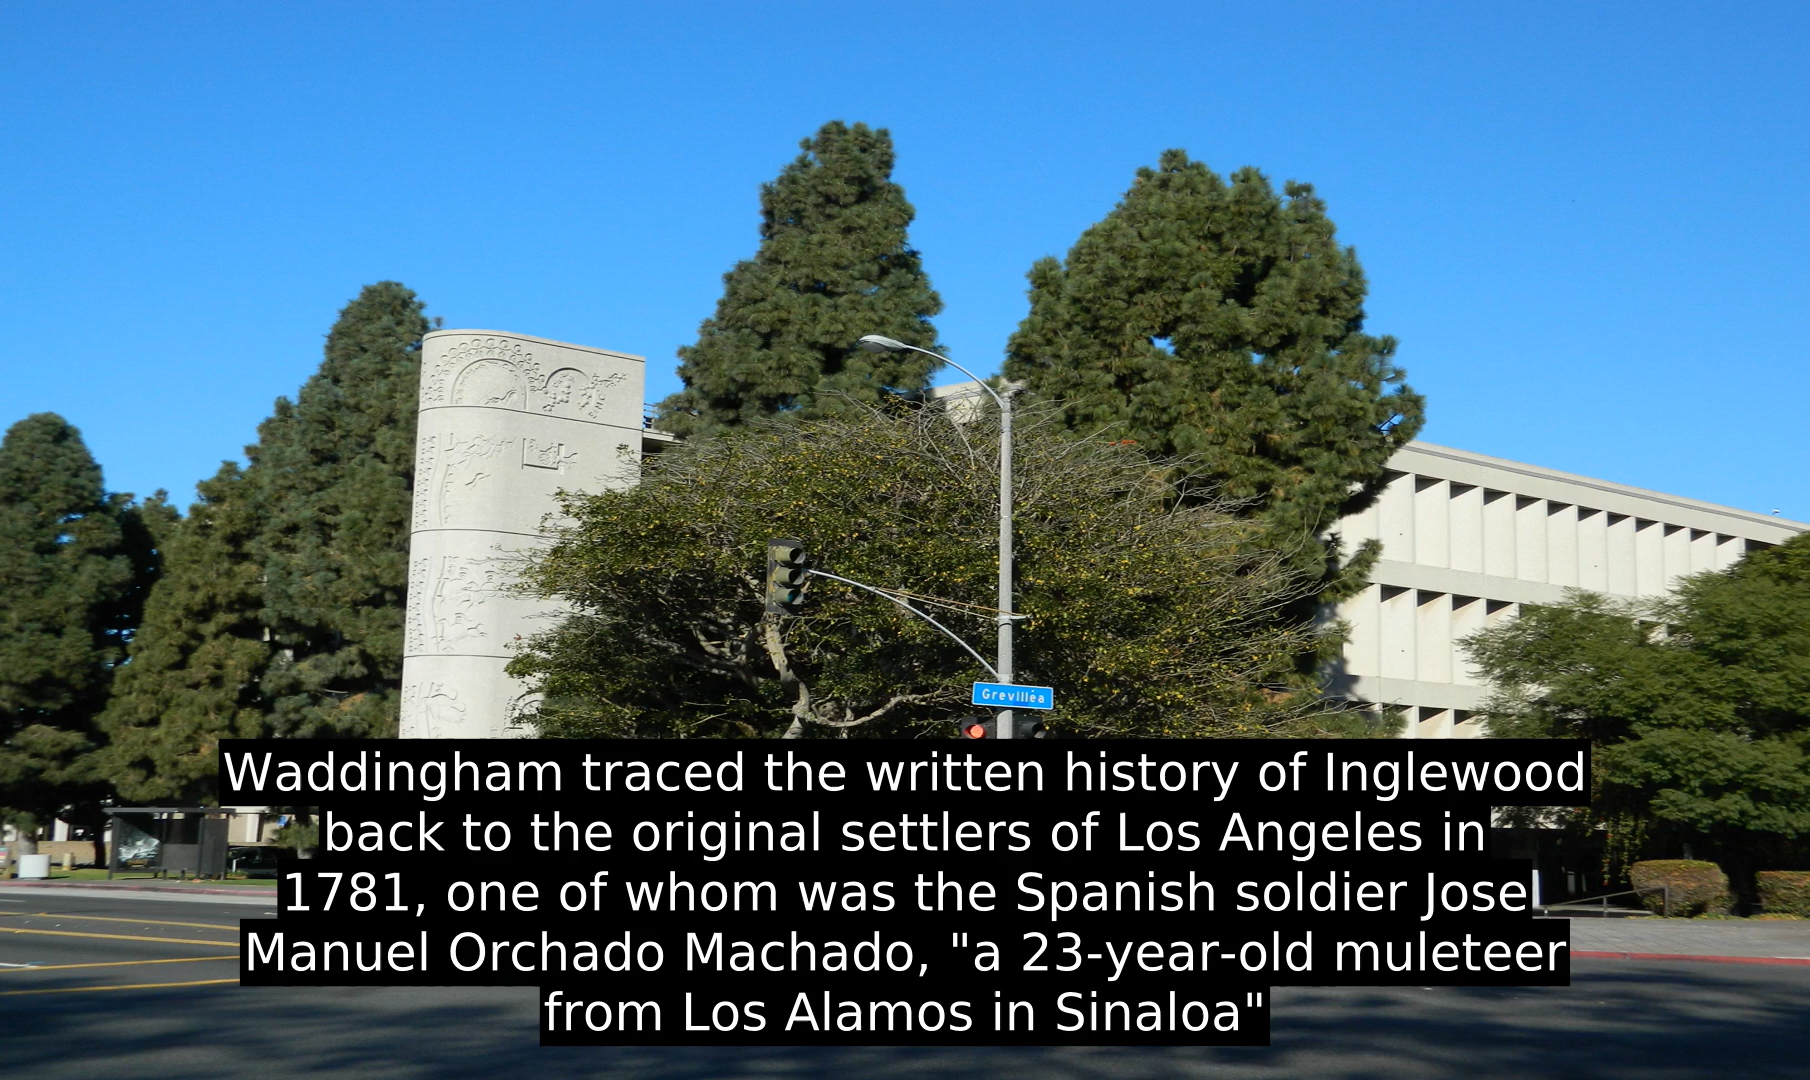 Grevillea
Waddingham traced the written history of Inglewood
back to the original settlers of Los Angeles in
1781, one of whom was the Spanish soldier Jose
Manuel Orchado Machado, "a 23-year-old muleteer
from Los Alamos in Sinaloa"